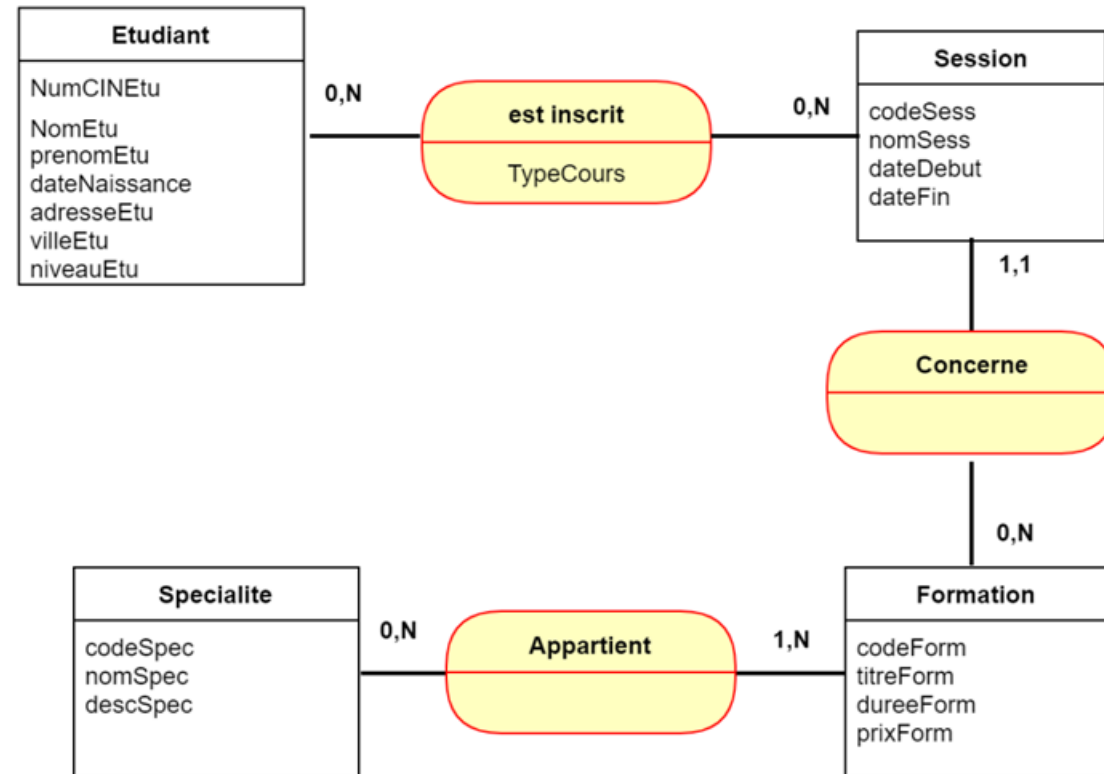 Etudiant
NumCINEtu
NomEtu
prenomEtu
dateNaissance
adresseEtu
villeEtu
niveauEtu
0,N
est inscrit
TypeCours
0,N
Session
codeSess
nomSess
dateDebut
dateFin
1,1
Concerne
0,N
Specialite
codeSpec
nomSpec
descSpec
0,N
Appartient
1,N
Formation
codeForm
titreForm
dureeForm
prixForm